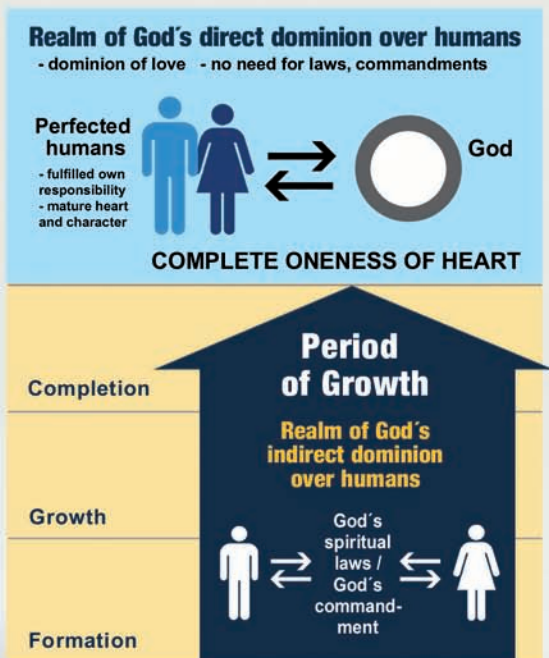 Realm of God´s direct dominion over humans
- dominion of love - no need for laws, commandments
Perfected
humans
- fulfilled own
responsibility
- mature heart
and character
God
COMPLETE ONENESS OF HEART
Period
of Growth
Completion
Realm of God´s
indirect dominion
over humans
Growth
God´s
spiritual
laws /
God´s
command-
ment
Formation